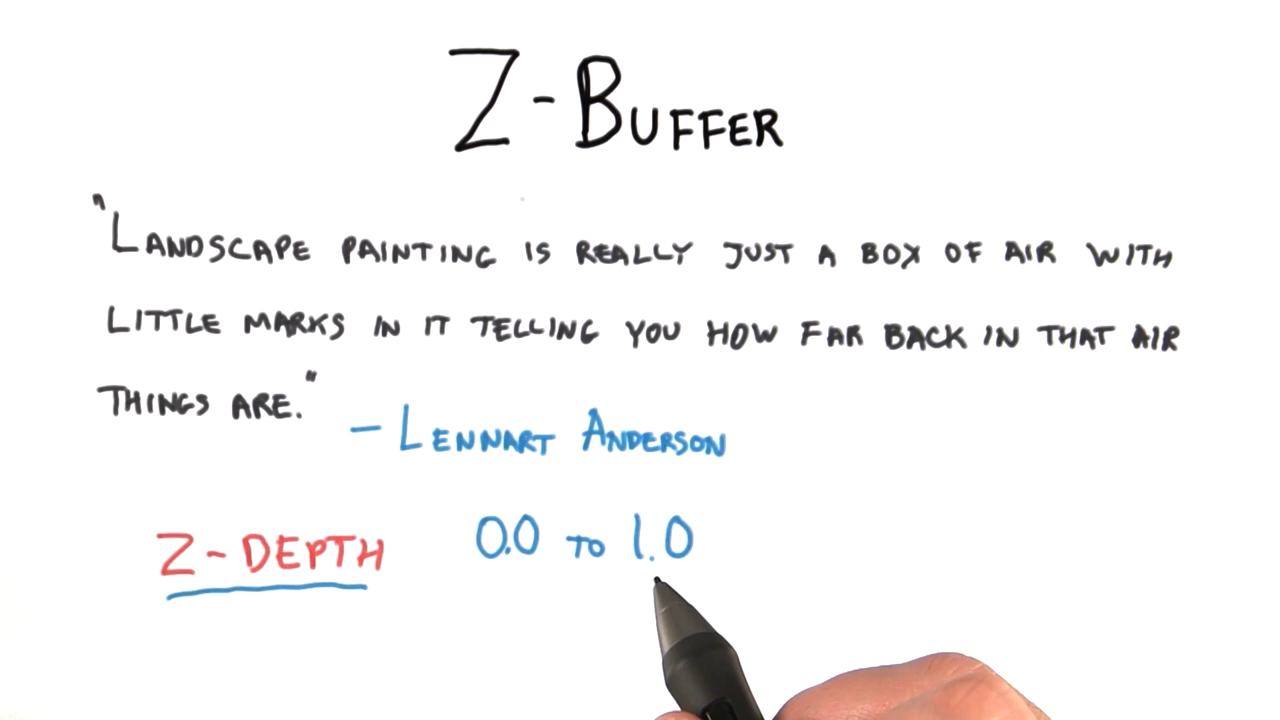 Z-BUFFER
"LANDSCAPE PAINTING IS REALLY JUST A BOX OF AIR WITH
LITTLE MARKS IN IT TELLING YOU HOW FAR BACK IN THAT AIR
THINGS ARE."
- LENNART ANDERSON
Z-DEPTH 0.0 TO 1.0